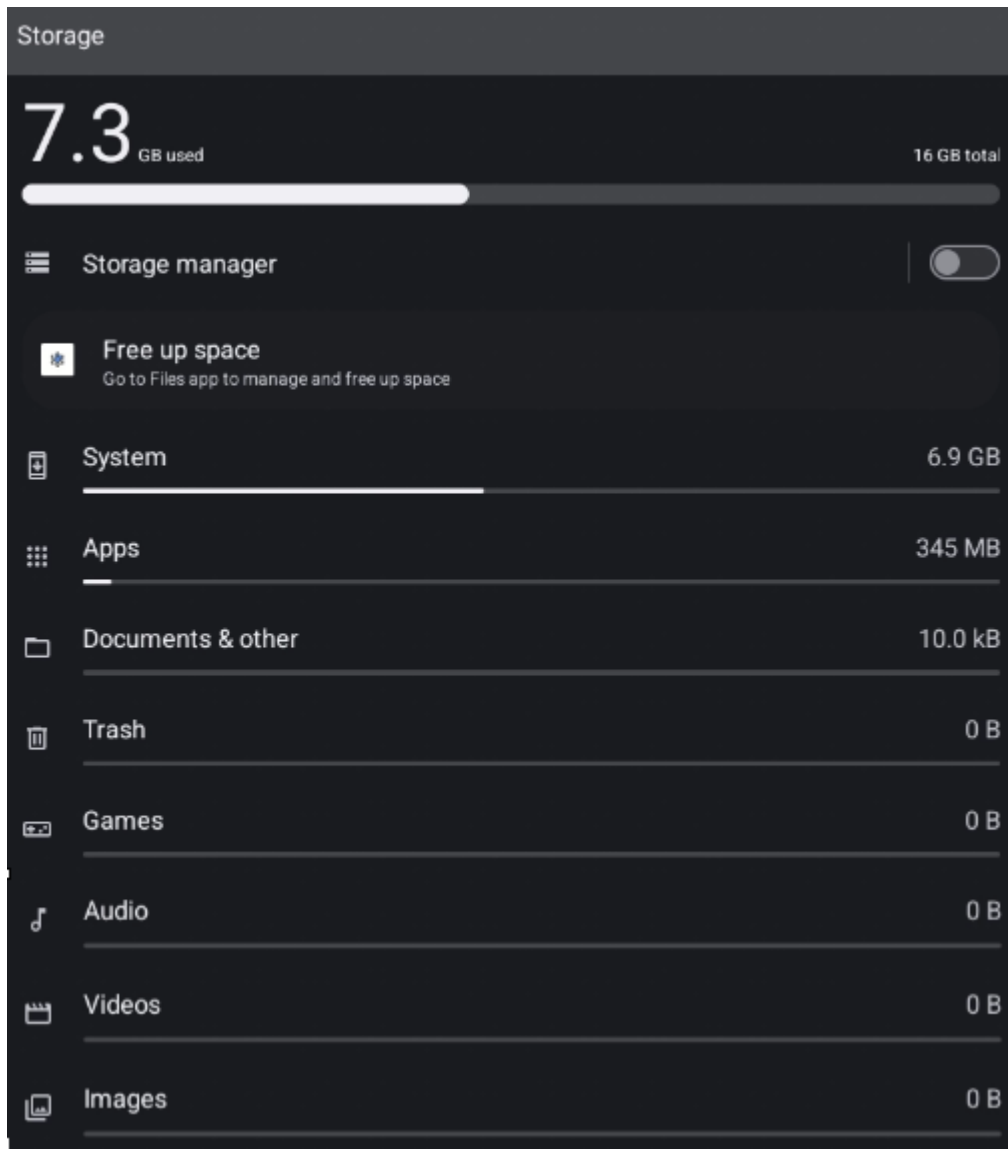 Storage
7.3 GB used
16 GB total
Storage manager
Free up space
Go to Files app to manage and free up space
System 6.9 GB
Apps 345 MB
Documents & other 10.0 kB
Trash 0 B
Games 0 B
Audio 0 B
Videos 0 B
Images 0 B